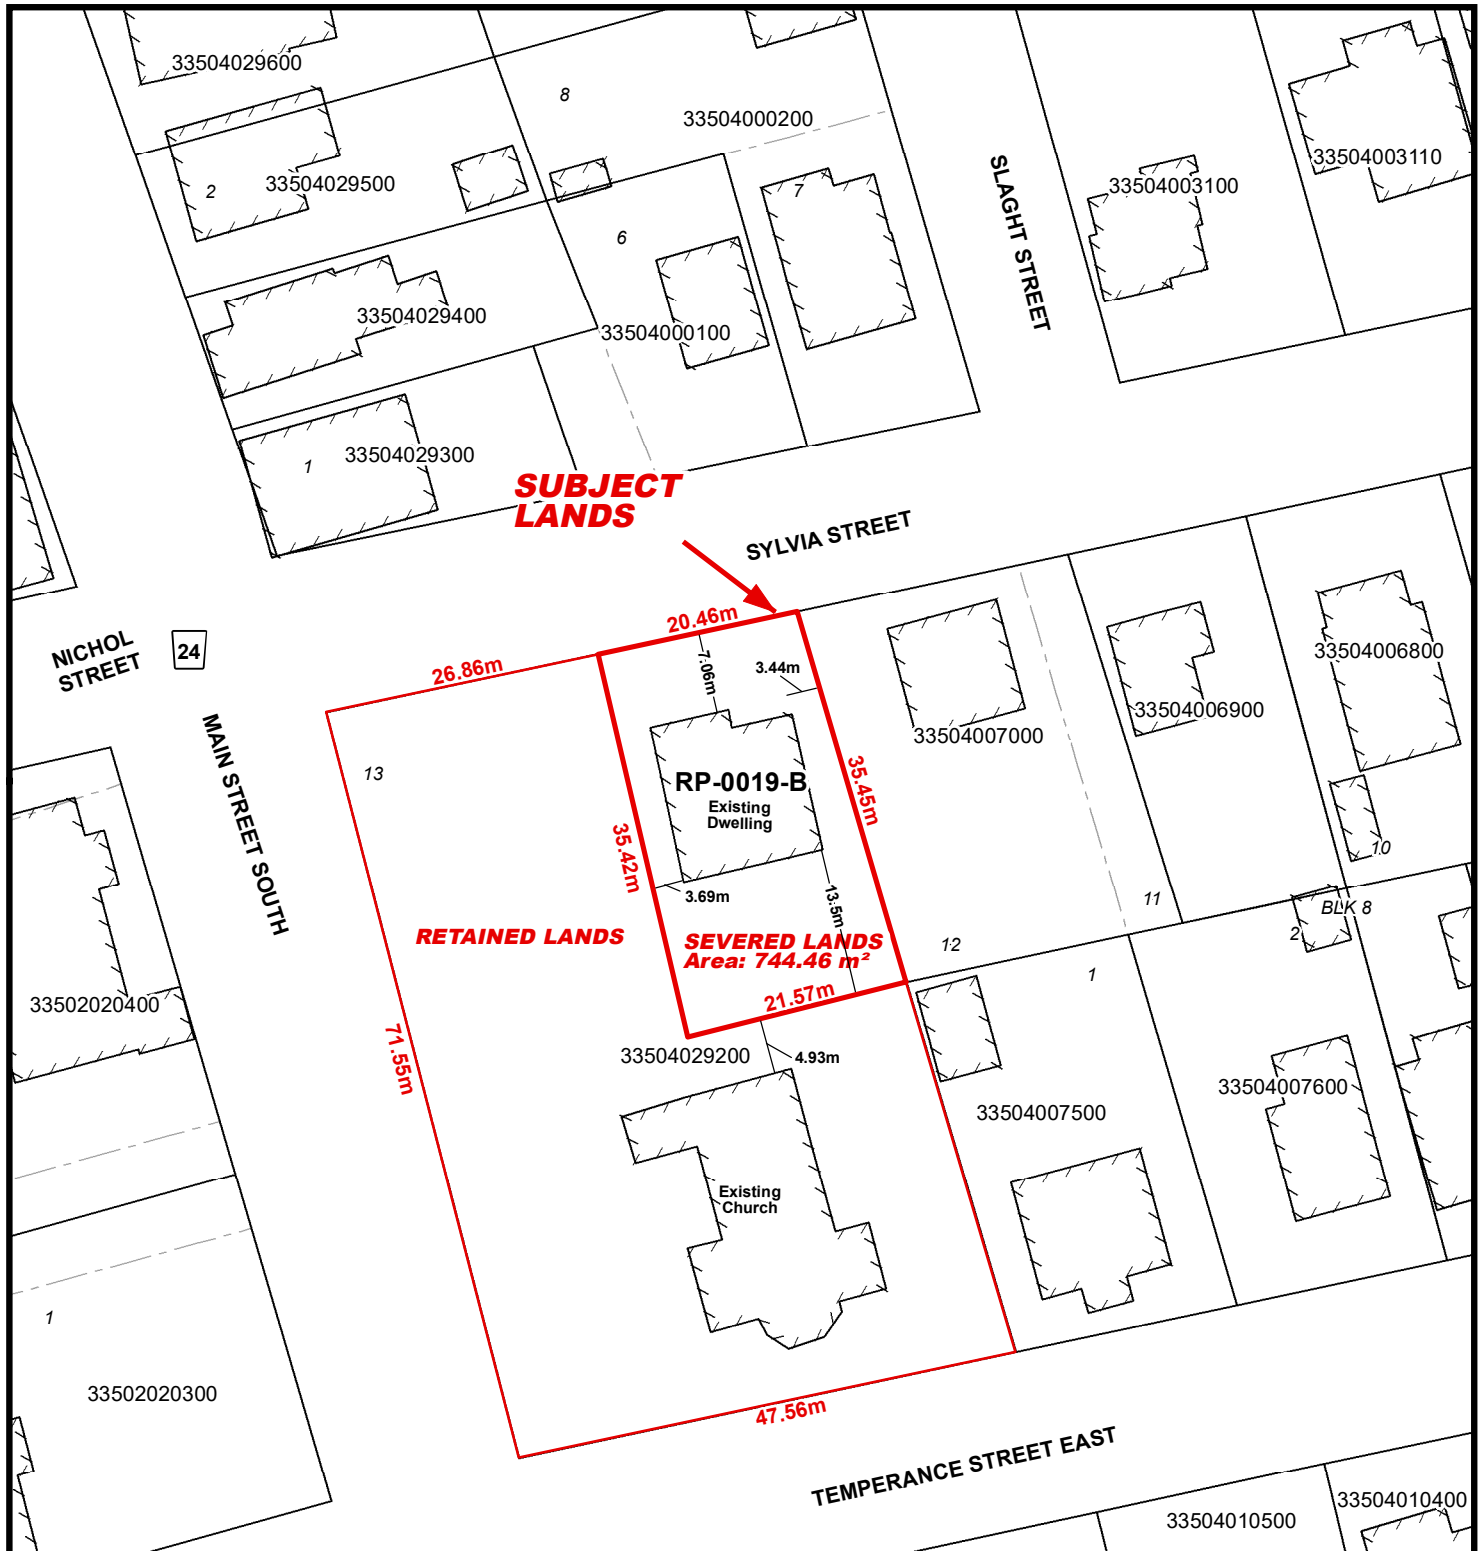 33504029600
8
33504000200
33504003110
2
33504029500
7
33504003100
SLAGHT STREET
6
33504029400
33504000100
1
33504029300
SUBJECT
LANDS
SYLVIA STREET
20.46m
NICHOL
STREET
24
26.86m
7.06m
3.44m
33504006800
33504006900
33504007000
MAIN STREET SOUTH
13
RP-0019-B
Existing
Dwelling
35.45m
35.42m
10
3.69m
13.5m
11
BLK 8
2
RETAINED LANDS
SEVERED LANDS
Area: 744.46 m²
12
1
21.57m
33502020400
71.55m
33504029200
4.93m
33504007600
33504007500
Existing
Church
1
33502020300
47.56m
TEMPERANCE STREET EAST
33504010500
33504010400